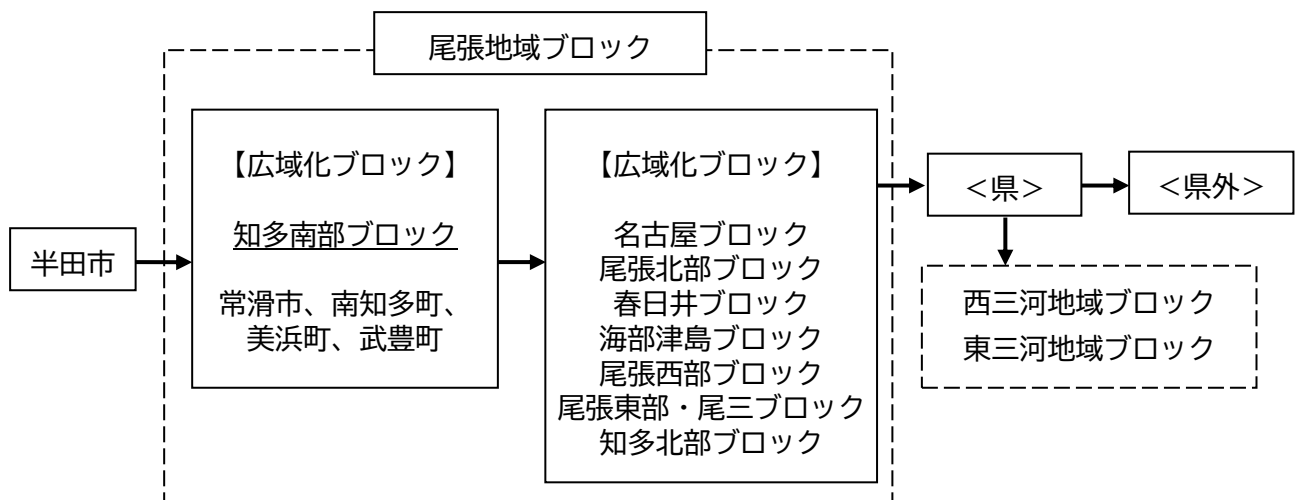 尾張地域ブロック
半田市
【広域化ブロック】
知多南部ブロック
常滑市、南知多町、
美浜町、武豊町
【広域化ブロック】
名古屋ブロック
尾張北部ブロック
春日井ブロック
海部津島ブロック
尾張西部ブロック
尾張東部・尾三ブロック
知多北部ブロック
＜県＞
＜県外＞
西三河地域ブロック
東三河地域ブロック